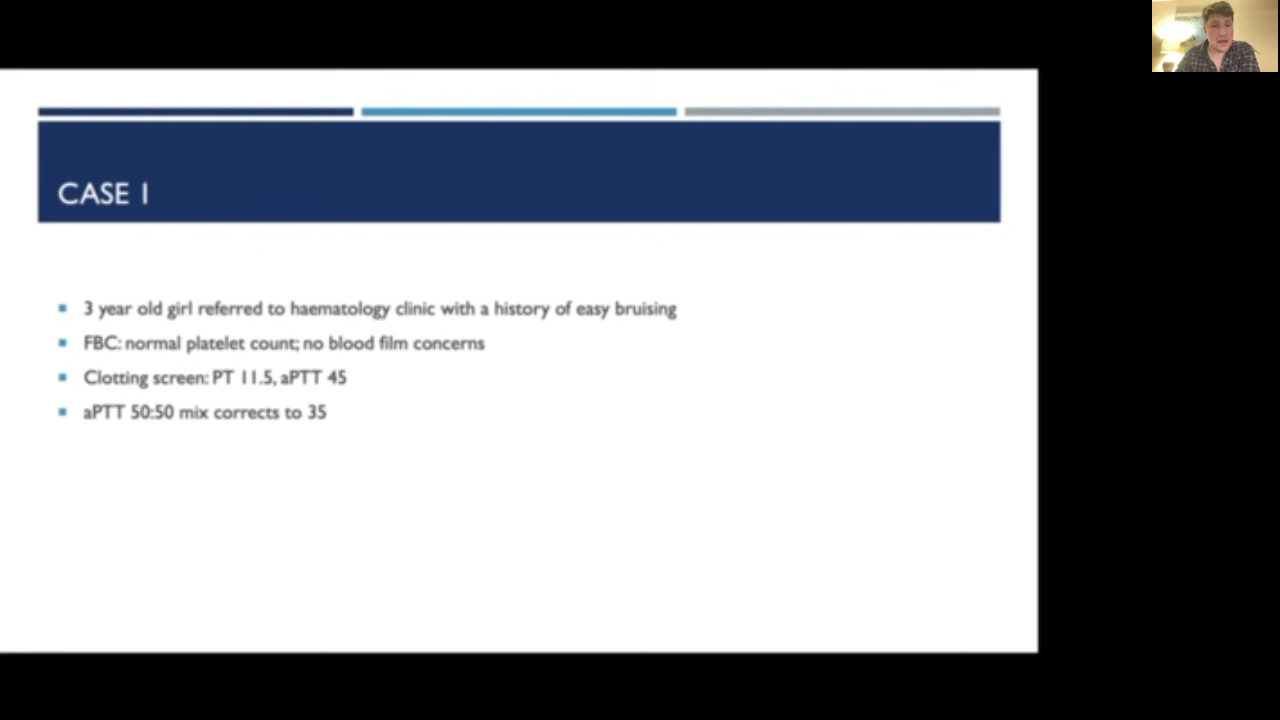 CASE 1
3 year old girl referred to haematology clinic with a history of easy bruising
FBC: normal platelet count; no blood film concerns
Clotting screen: PT 11.5, aPTT 45
aPTT 50:50 mix corrects to 35